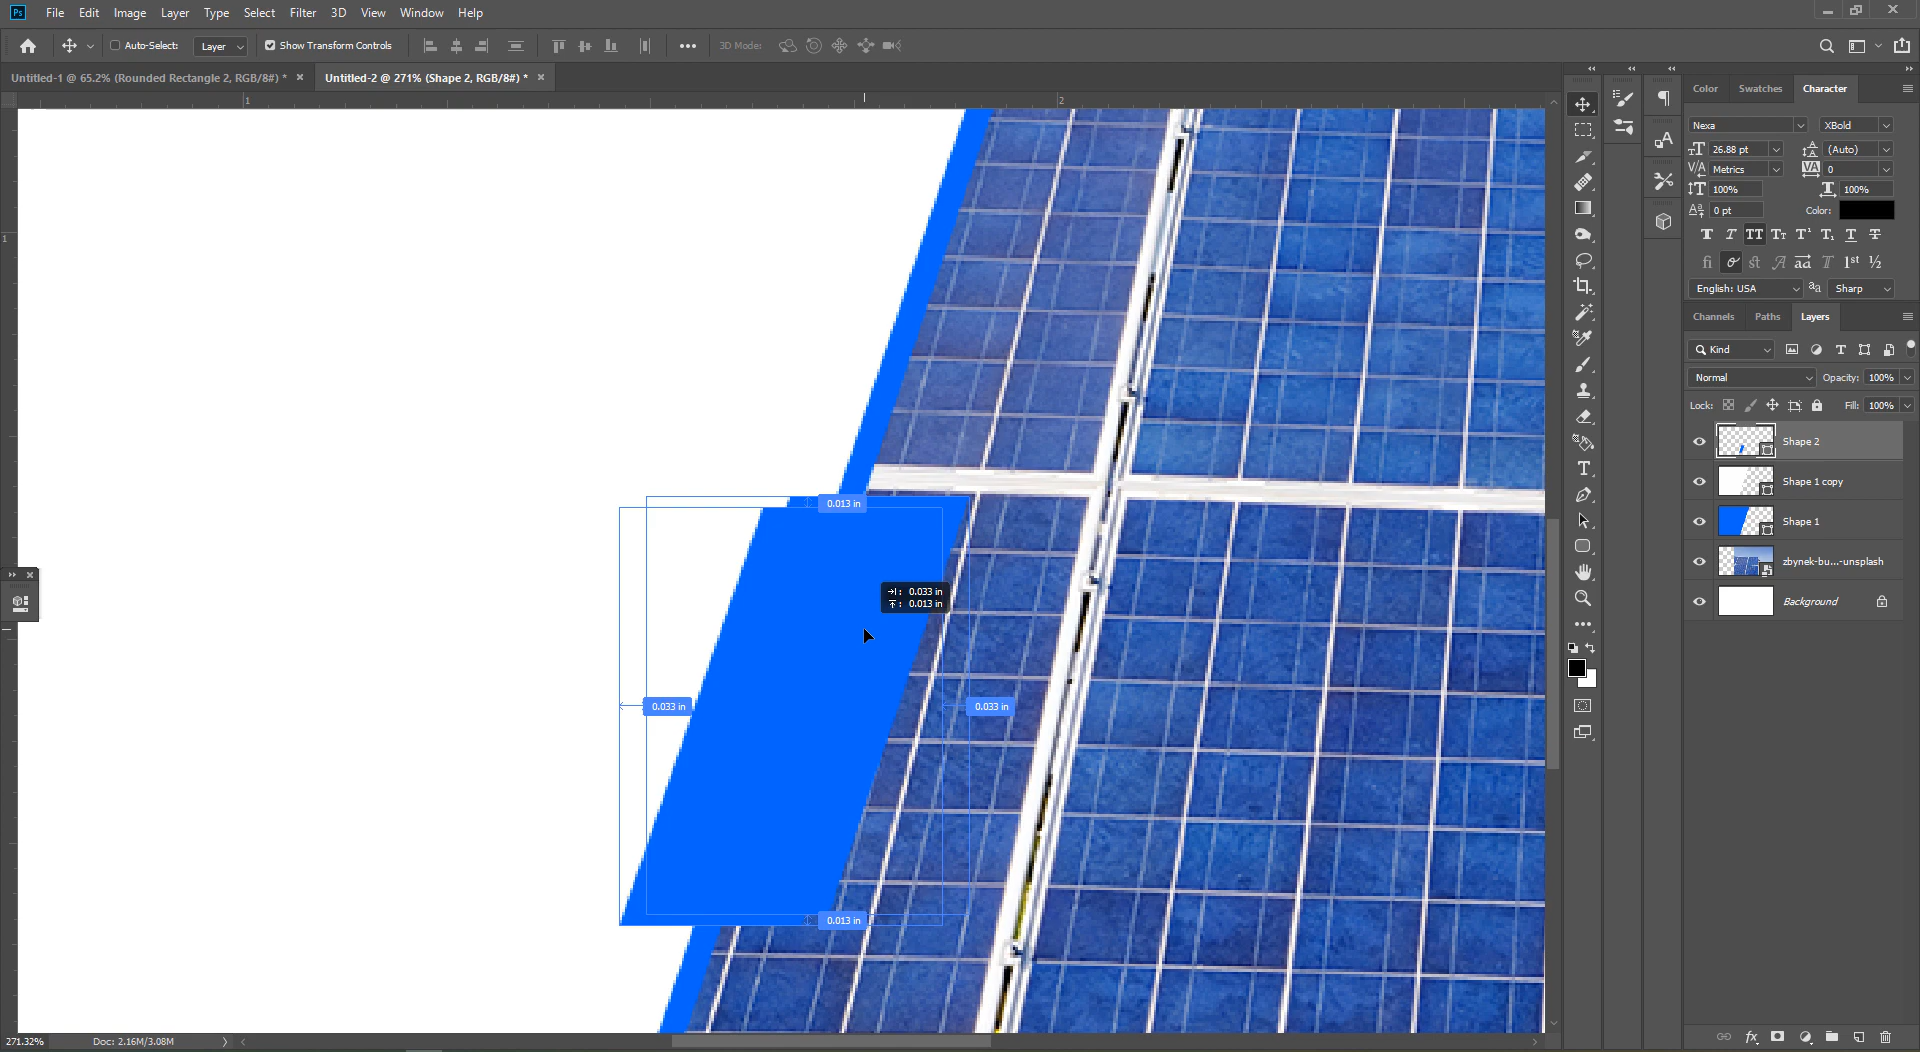 Ps File Edit Image Layer Type Select Filter 3D View Window Help
Auto-Select: Layer Show Transform Controls 3D Mode:
Untitled-1 @ 65.2% (Rounded Rectangle 2, RGB/8#) * × Untitled-2 @ 271% (Shape 2, RGB/8#) * ×
1 2
1
Color Swatches Character
Nexa XBold
26.88 pt (Auto)
Metrics 0
100% 100%
0 pt Color:
English: USA Sharp
Channels Paths Layers
Kind
Normal Opacity: 100%
Lock: Fill: 100%
Shape 2
Shape 1 copy
Shape 1
zbynek-bu...-unsplash
Background
0.013 in
0.033 in
0.013 in
0.033 in
0.033 in
0.013 in
271.32% Doc: 2.16M/3.08M